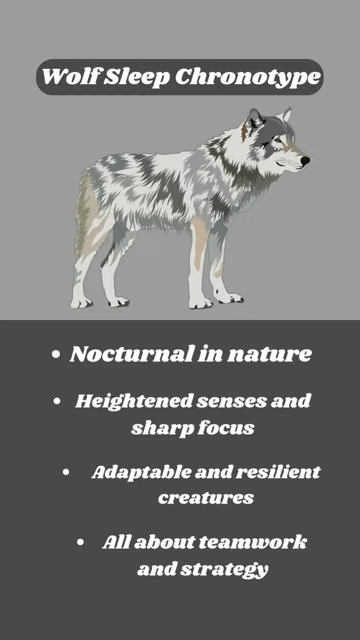 Wolf Sleep Chronotype
• Nocturnal in nature
• Heightened senses and
sharp focus
• Adaptable and resilient
creatures
• All about teamwork
and strategy